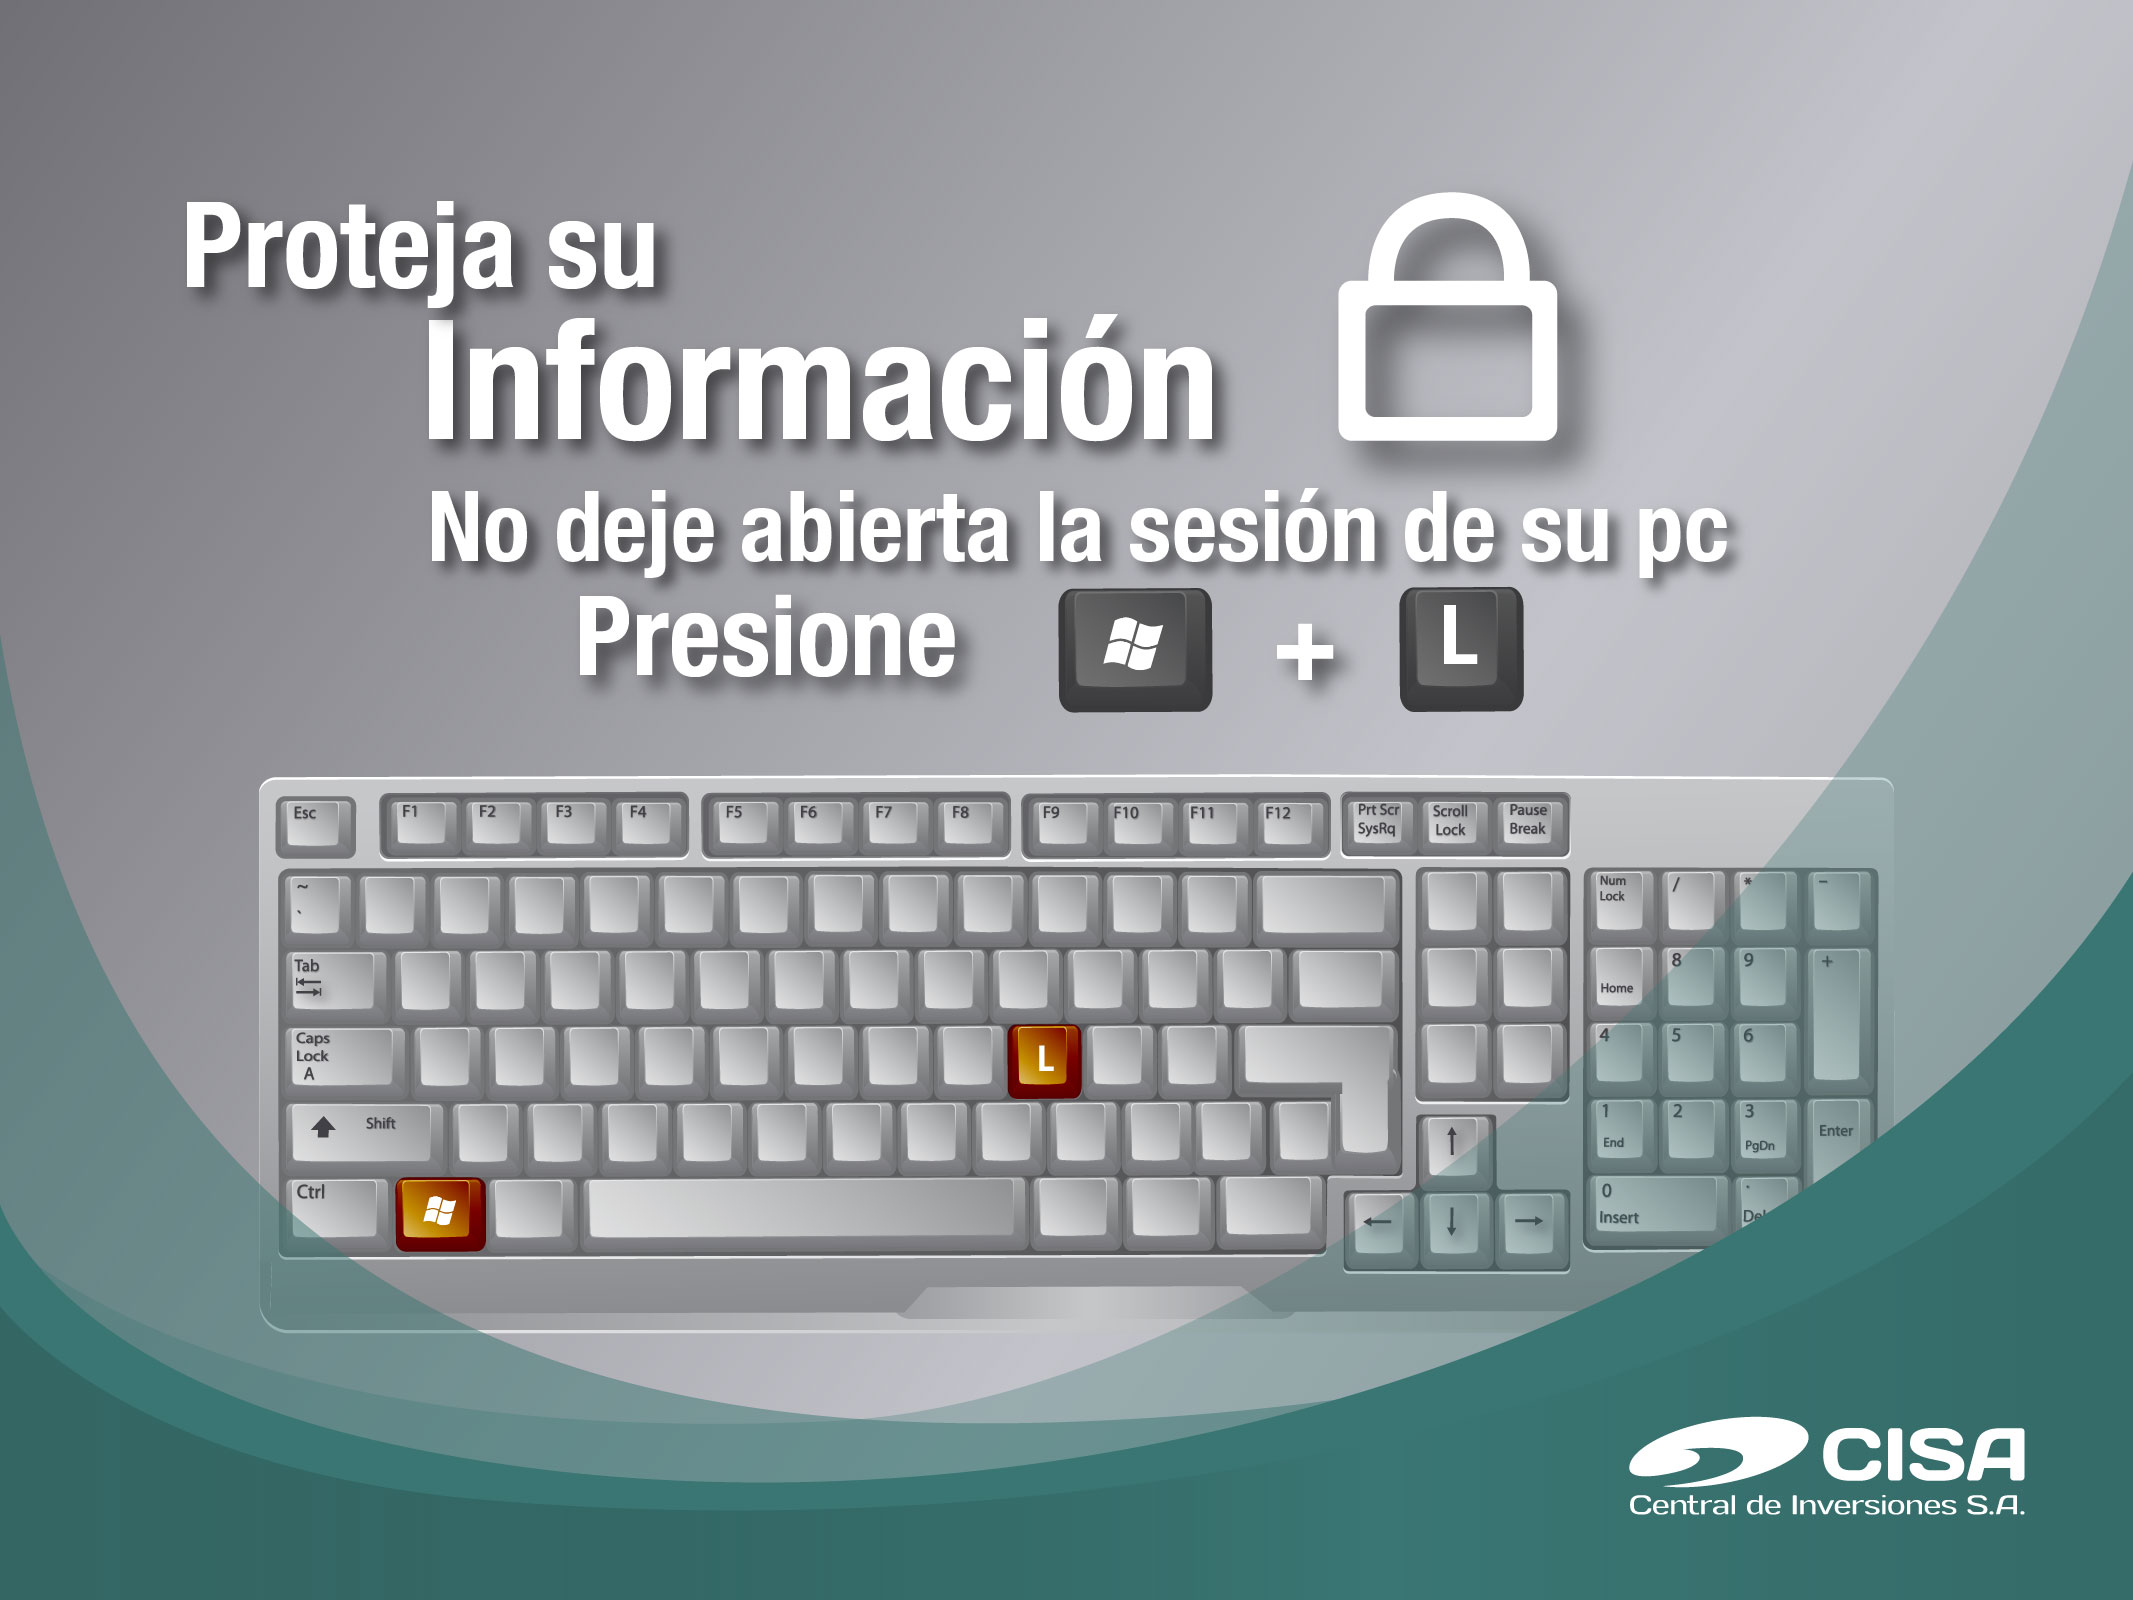 Proteja su
Información
No deje abierta la sesión de su pc
Presione + L
Esc F1 F2 F3 F4 F5 F6 F7 F8 F9 F10 F11 F12 Prt Scr Scroll Pause
SysRq Lock Break
~ Num / * -
` Lock
Tab 8 9 +
Home
Caps L 4 5 6
Lock
A
Shift 1 2 3 Enter
End PgDn
Ctrl 0 .
Insert Del
CISA
Central de Inversiones S.A.